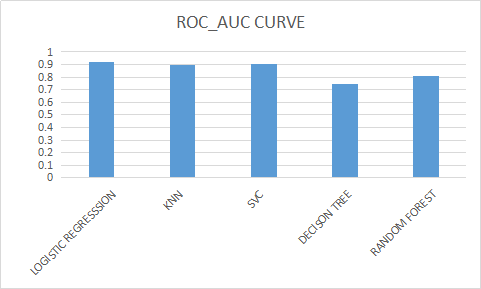 ROC_AUC CURVE
1
0.9
0.8
0.7
0.6
0.5
0.4
0.3
0.2
0.1
0
LOGISTIC REGRESSSION
KNN
SVC
DECISON TREE
RANDOM FOREST